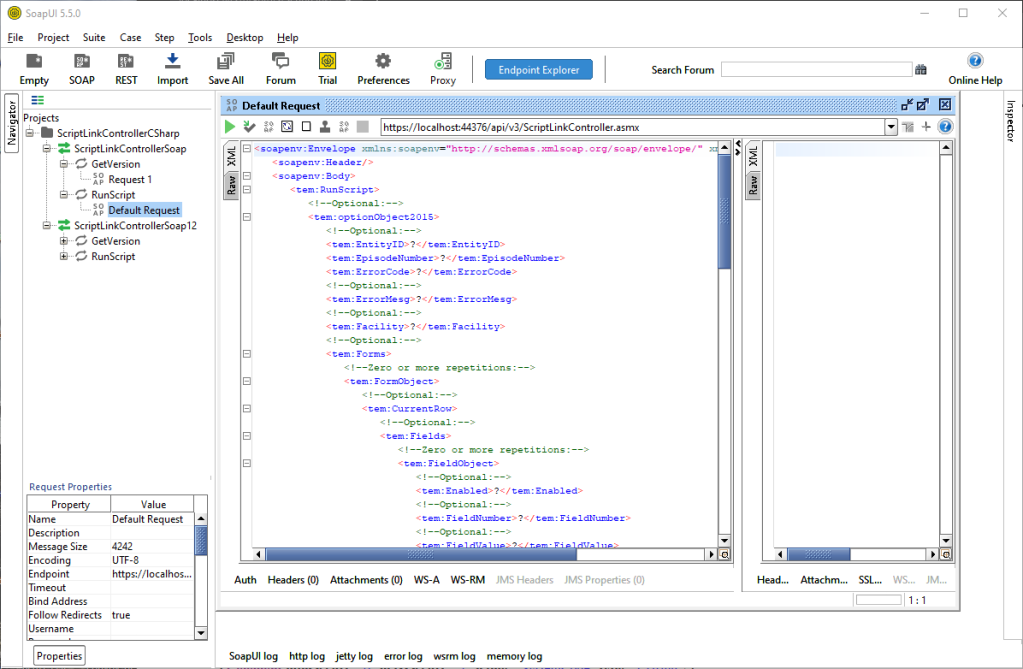 SoapUI 5.5.0
File Project Suite Case Step Tools Desktop Help
Empty SOAP REST Import Save All Forum Trial Preferences Proxy Endpoint Explorer Search Forum Online Help
Navigator
Projects
ScriptLinkControllerCSharp
ScriptLinkControllerSoap
GetVersion
Request 1
RunScript
Default Request
ScriptLinkControllerSoap12
GetVersion
RunScript
Request Properties
Property Value
Name Default Request
Description
Message Size 4242
Encoding UTF-8
Endpoint https://localhos...
Timeout
Bind Address
Follow Redirects true
Username
Properties
Default Request
https://localhost:44376/api/v3/ScriptLinkController.asmx
XML
Raw
<soapenv:Envelope xmlns:soapenv="http://schemas.xmlsoap.org/soap/envelope/"
<soapenv:Header/>
<soapenv:Body>
<tem:RunScript>
<!--Optional:-->
<tem:optionObject2015>
<!--Optional:-->
<tem:EntityID>?</tem:EntityID>
<tem:EpisodeNumber>?</tem:EpisodeNumber>
<tem:ErrorCode>?</tem:ErrorCode>
<!--Optional:-->
<tem:ErrorMesg>?</tem:ErrorMesg>
<!--Optional:-->
<tem:Facility>?</tem:Facility>
<!--Optional:-->
<tem:Forms>
<!--Zero or more repetitions:-->
<tem:FormObject>
<!--Optional:-->
<tem:CurrentRow>
<!--Optional:-->
<tem:Fields>
<!--Zero or more repetitions:-->
<tem:FieldObject>
<!--Optional:-->
<tem:Enabled>?</tem:Enabled>
<!--Optional:-->
<tem:FieldNumber>?</tem:FieldNumber>
<!--Optional:-->
<tem:FieldValue>?</tem:FieldValue>
XML
Raw
Auth Headers (0) Attachments (0) WS-A WS-RM JMS Headers JMS Properties (0)
Head... Attachm... SSL... WS... JM...
1 : 1
Inspector
SoapUI log http log jetty log error log wsrm log memory log